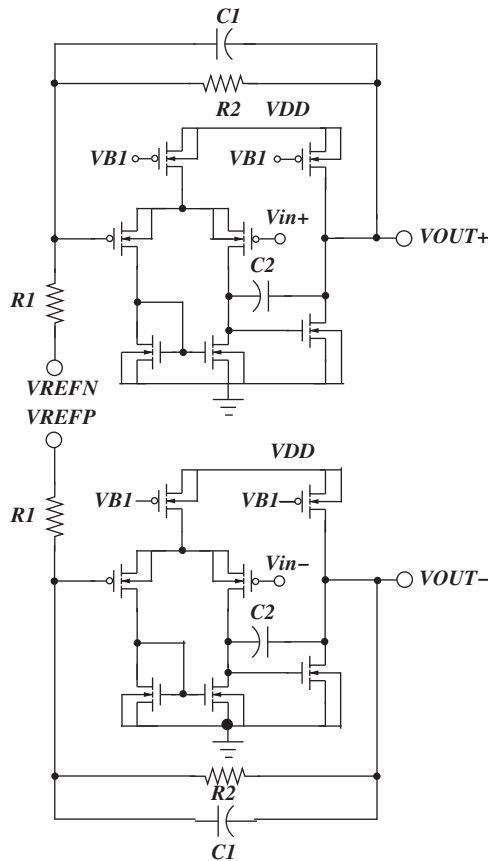 C1
R2
VDD
VB1
VB1
Vin+
VOUT+
C2
R1
VREFN
VREFP
VDD
R1
VB1
VB1
Vin−
VOUT−
C2
R2
C1